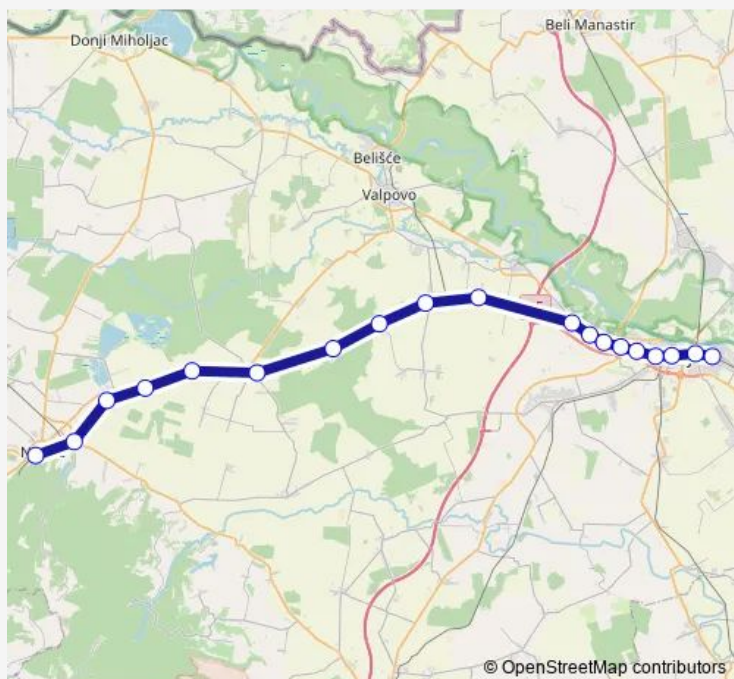 Beli Manastir
Donji Miholjac
Belišće
Valpovo
© OpenStreetMap contributors